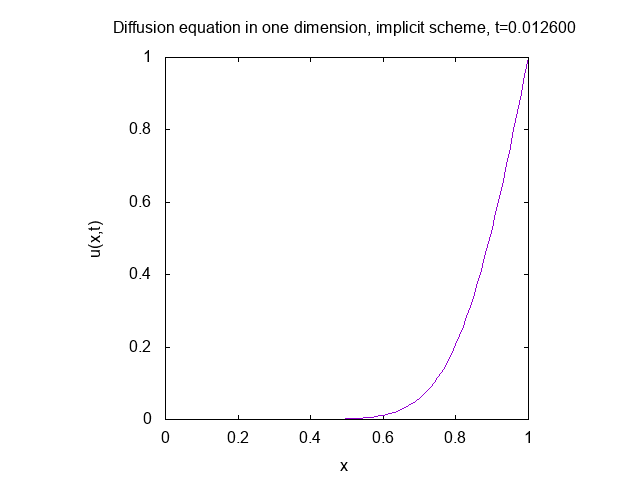 Diffusion equation in one dimension, implicit scheme, t=0.012600
1
0.8
0.6
0.4
0.2
0
u(x,t)
0 0.2 0.4 0.6 0.8 1
x